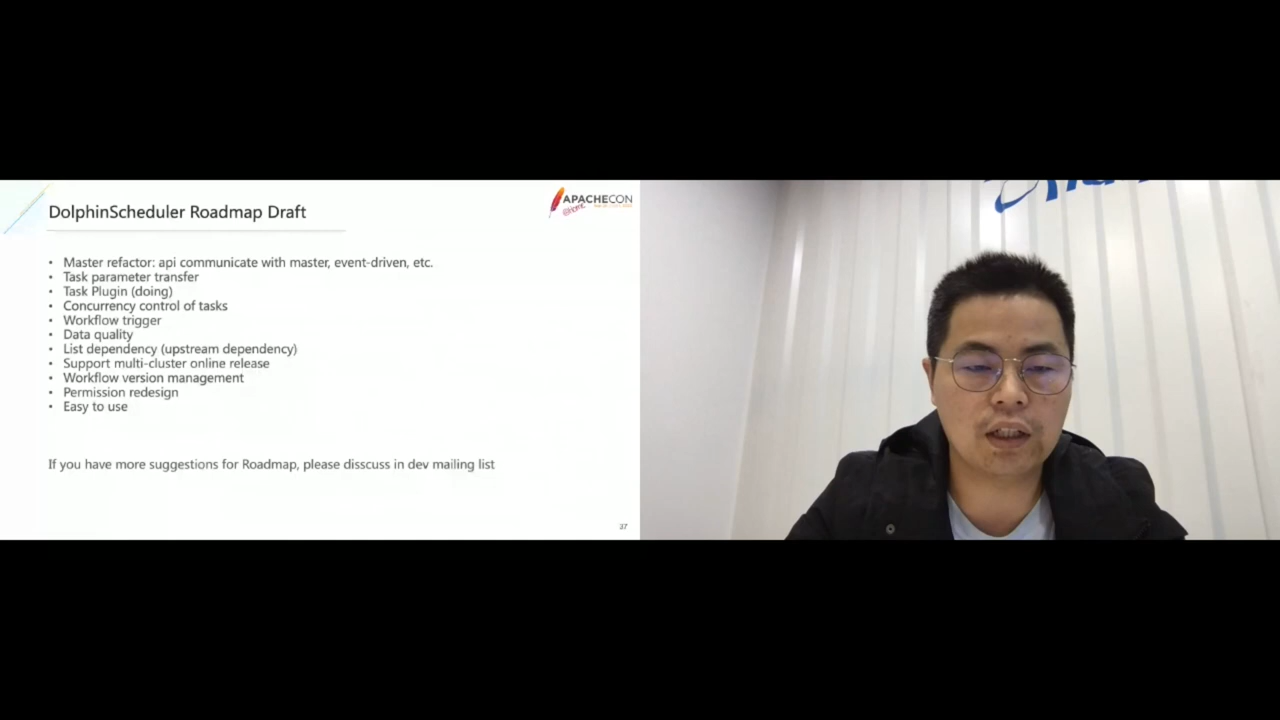 DolphinScheduler Roadmap Draft
APACHECON
@Home
• Master refactor: api communicate with master, event-driven, etc.
• Task parameter transfer
• Task Plugin (doing)
• Concurrency control of tasks
• Workflow trigger
• Data quality
• List dependency (upstream dependency)
• Support multi-cluster online release
• Workflow version management
• Permission redesign
• Easy to use
If you have more suggestions for Roadmap, please disscuss in dev mailing list
37